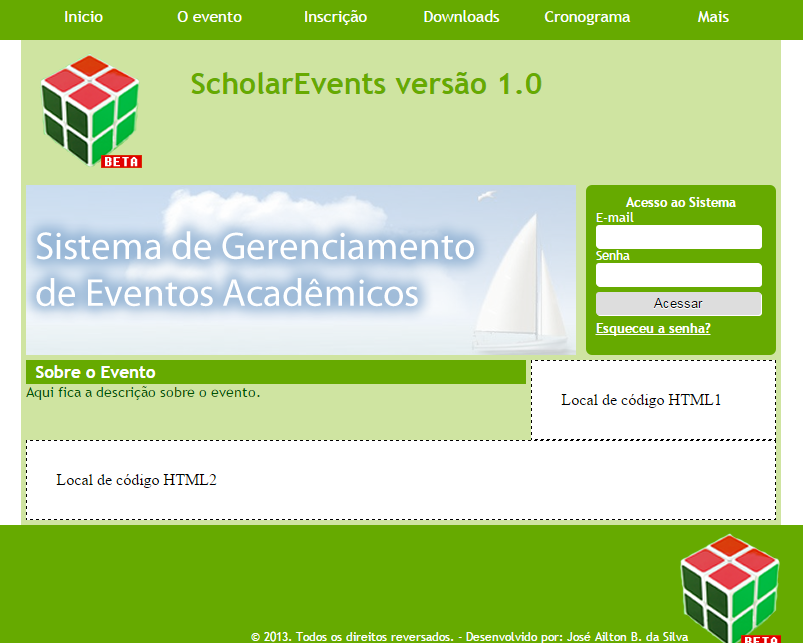 Inicio O evento Inscrição Downloads Cronograma Mais
ScholarEvents versão 1.0
BETA
Sistema de Gerenciamento
de Eventos Acadêmicos
Acesso ao Sistema
E-mail
Senha
Acessar
Esqueceu a senha?
Sobre o Evento
Aqui fica a descrição sobre o evento.
Local de código HTML1
Local de código HTML2
BETA
© 2013. Todos os direitos reversados. - Desenvolvido por: José Ailton B. da Silva